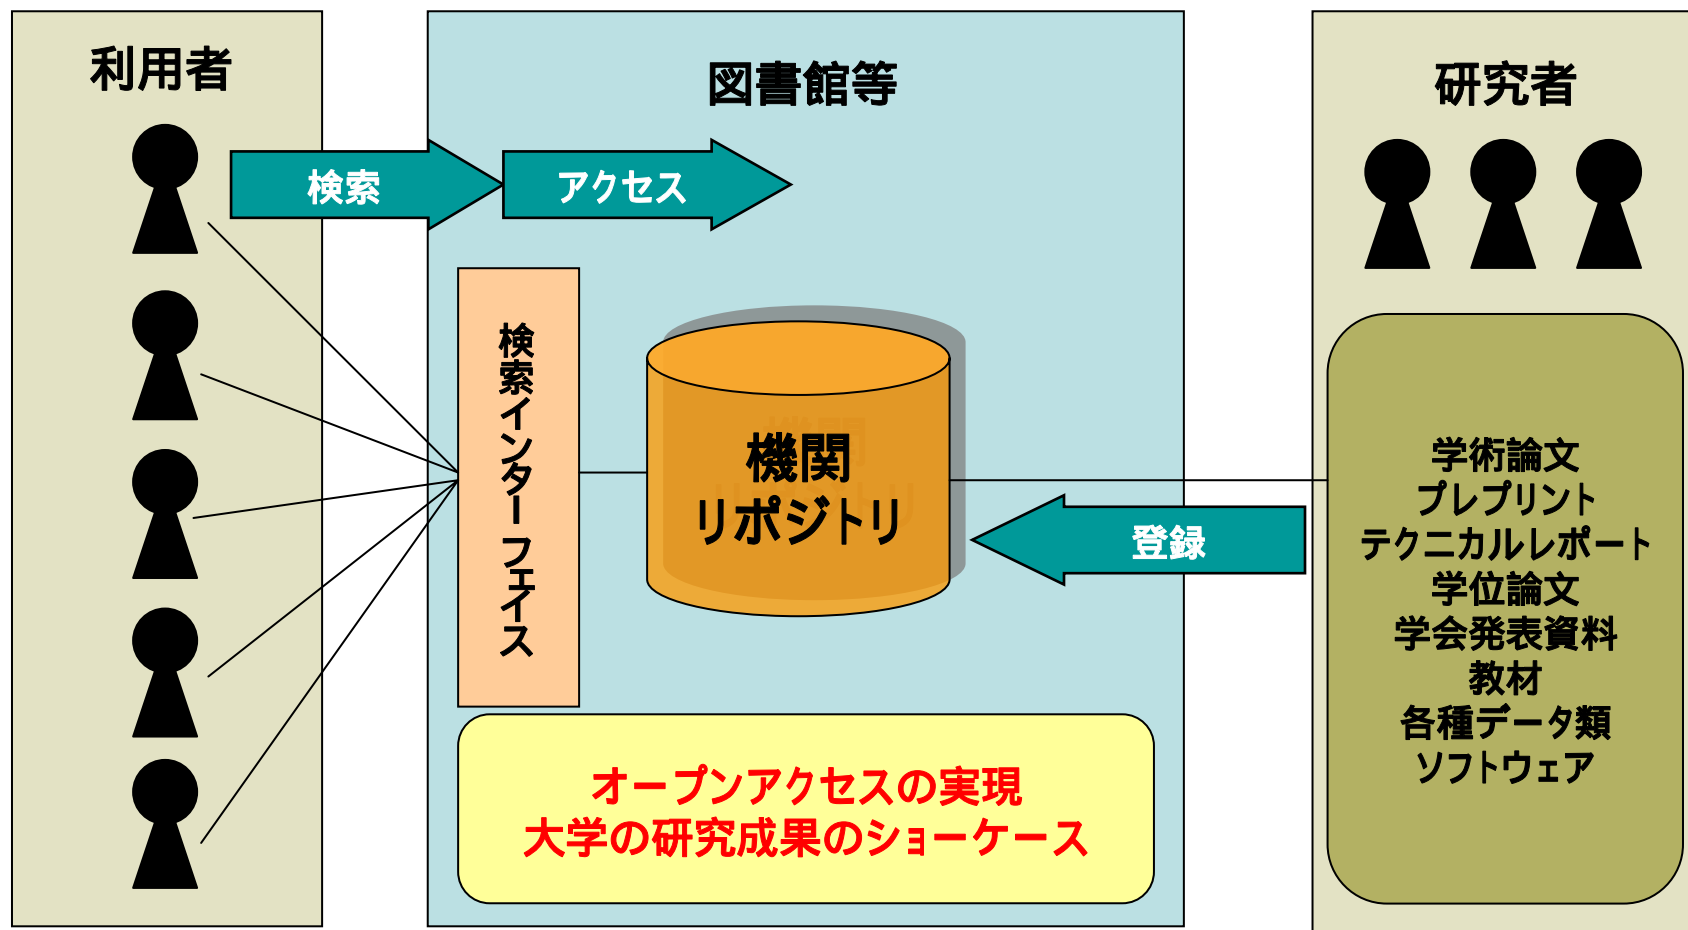 利用者
図書館等
研究者
検索
アクセス
検索インターフェイス
機関
リポジトリ
登録
学術論文
プレプリント
テクニカルレポート
学位論文
学会発表資料
教材
各種データ類
ソフトウェア
オープンアクセスの実現
大学の研究成果のショーケース